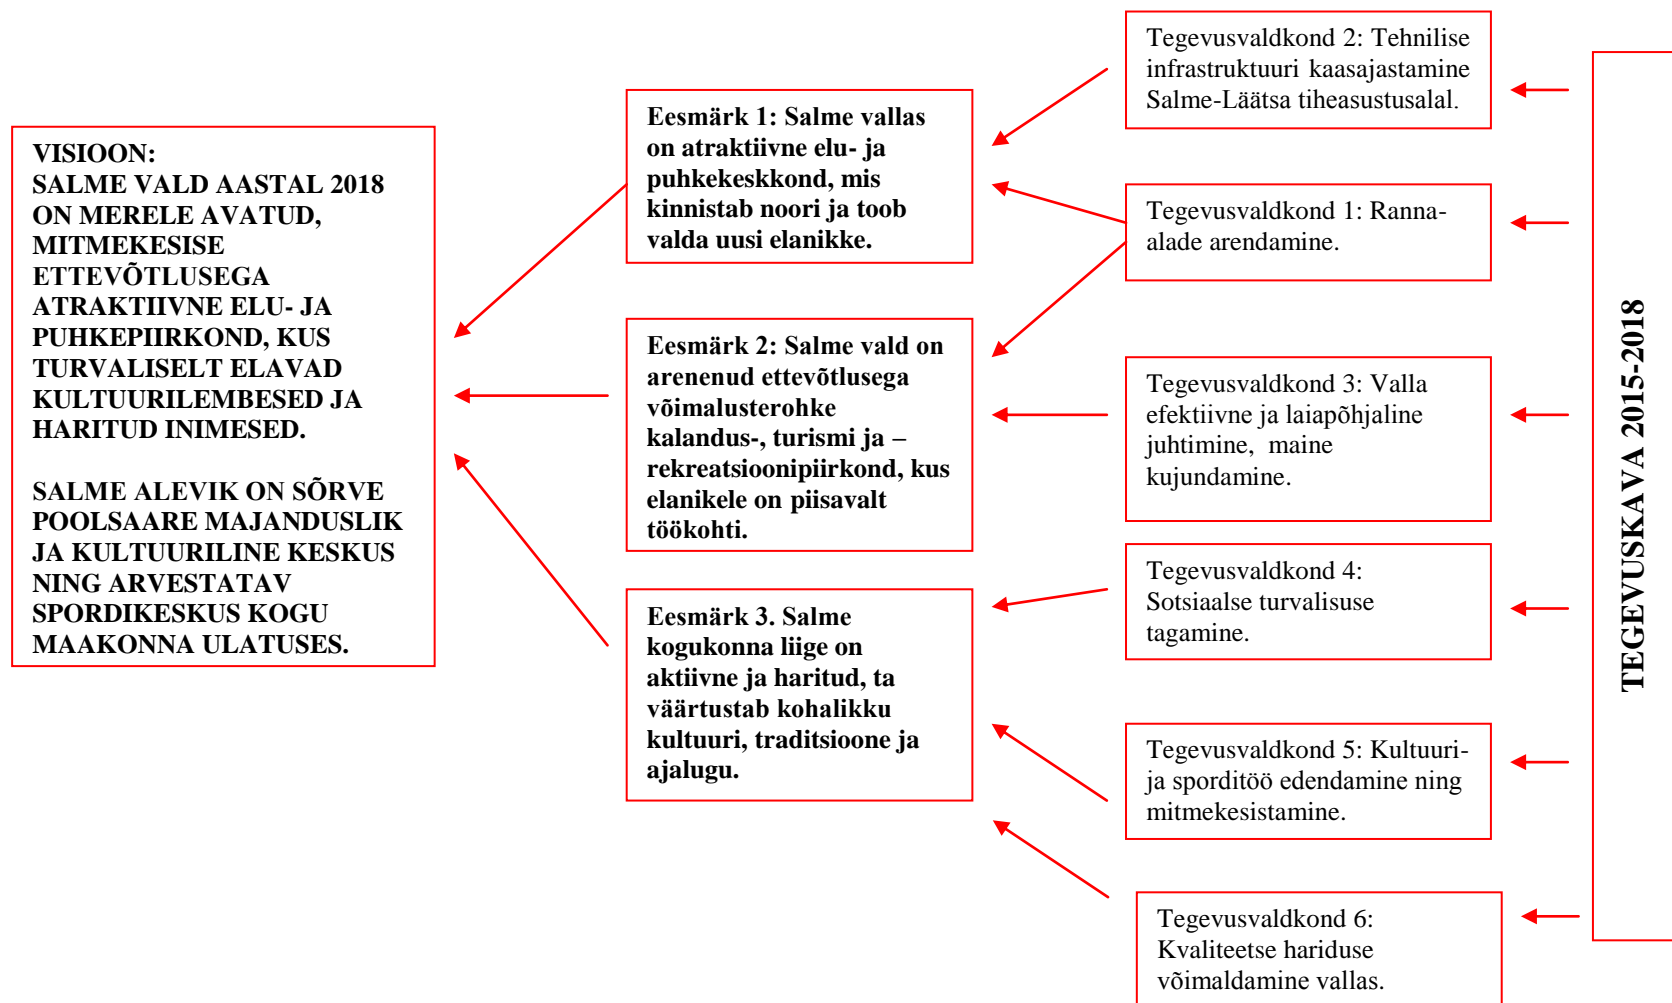 VISIOON:
SALME VALD AASTAL 2018
ON MERELE AVATUD,
MITMEKESISE
ETTEVÕTLUSEGA
ATRAKTIIVNE ELU- JA
PUHKEPIIRKOND, KUS
TURVALISELT ELAVAD
KULTUURILEMBESED JA
HARITUD INIMESED.
SALME ALEVIK ON SÕRVE
POOLSAARE MAJANDUSLIK
JA KULTUURILINE KESKUS
NING ARVESTATAV
SPORDIKESKUS KOGU
MAAKONNA ULATUSES.
Eesmärk 1: Salme vallas
on atraktiivne elu- ja
puhkekeskkond, mis
kinnistab noori ja toob
valda uusi elanikke.
Eesmärk 2: Salme vald on
arenenud ettevõtlusega
võimalusterohke
kalandus-, turismi ja –
rekreatsioonipiirkond, kus
elanikele on piisavalt
töökohti.
Eesmärk 3. Salme
kogukonna liige on
aktiivne ja haritud, ta
väärtustab kohalikku
kultuuri, traditsioone ja
ajalugu.
Tegevusvaldkond 2: Tehnilise
infrastruktuuri kaasajastamine
Salme-Läätsa tiheasustusalal.
Tegevusvaldkond 1: Ranna-
alade arendamine.
Tegevusvaldkond 3: Valla
efektiivne ja laiapõhjaline
juhtimine, maine
kujundamine.
Tegevusvaldkond 4:
Sotsiaalse turvalisuse
tagamine.
Tegevusvaldkond 5: Kultuuri-
ja sporditöö edendamine ning
mitmekesistamine.
Tegevusvaldkond 6:
Kvaliteetse hariduse
võimaldamine vallas.
TEGEVUSKAVA 2015-2018